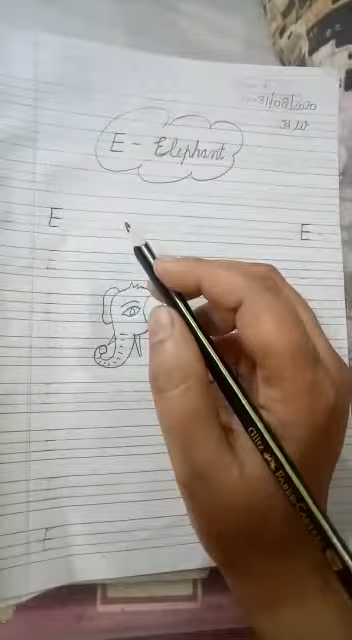 31/08/2020
H W
E - Elephant
E
E
E
Glitz FABER CASTELL